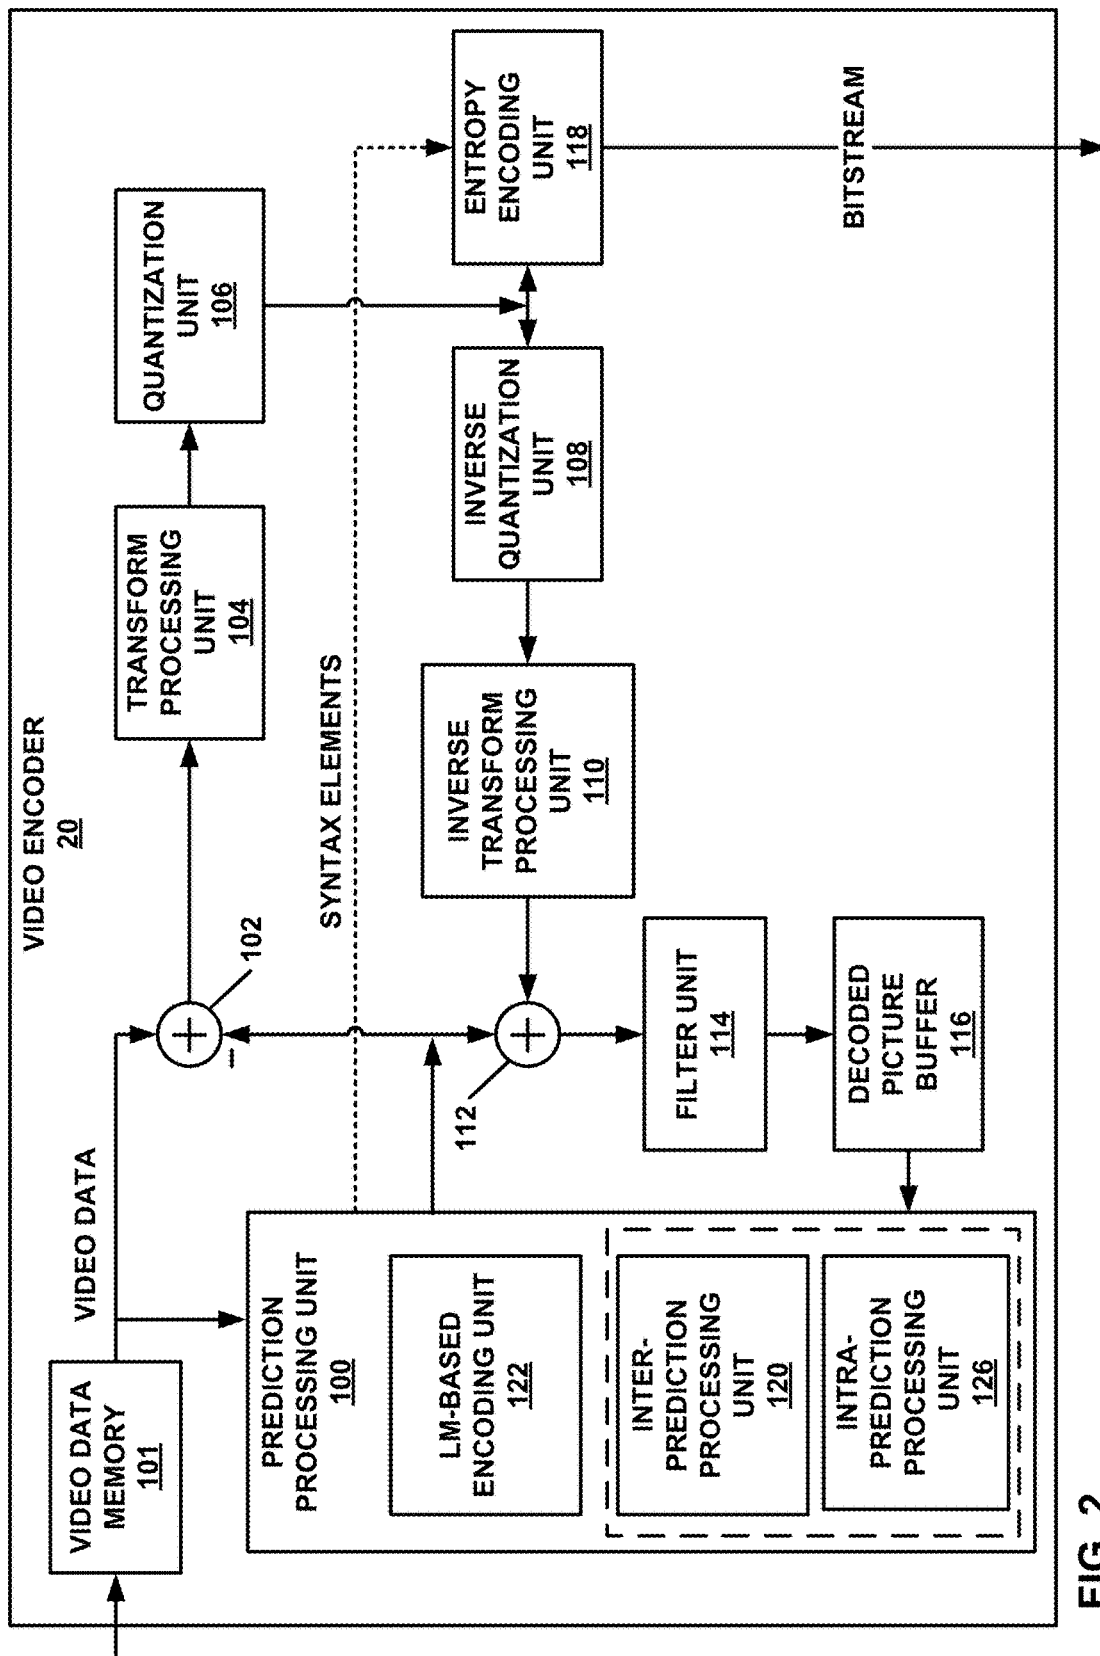 VIDEO ENCODER
20
VIDEO DATA
MEMORY
101
VIDEO DATA
102
TRANSFORM
PROCESSING
UNIT
104
QUANTIZATION
UNIT
106
PREDICTION
PROCESSING UNIT
100
SYNTAX ELEMENTS
LM-BASED
ENCODING UNIT
122
112
INVERSE
TRANSFORM
PROCESSING
UNIT
110
INVERSE
QUANTIZATION
UNIT
108
ENTROPY
ENCODING
UNIT
118
INTER-
PREDICTION
PROCESSING
UNIT
120
FILTER UNIT
114
INTRA-
PREDICTION
PROCESSING
UNIT
126
DECODED
PICTURE
BUFFER
116
BITSTREAM
FIG. 2